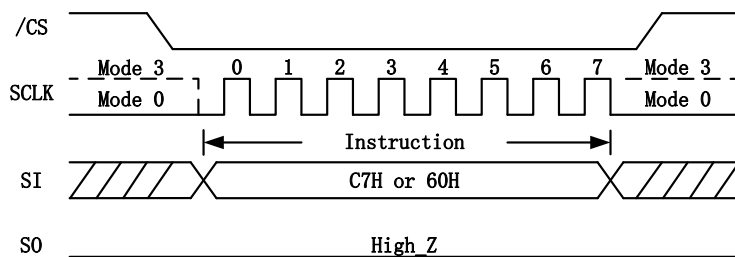 /CS
Mode 3 0 1 2 3 4 5 6 7 Mode 3
SCLK
Mode 0 Mode 0
Instruction
SI C7H or 60H
SO High_Z